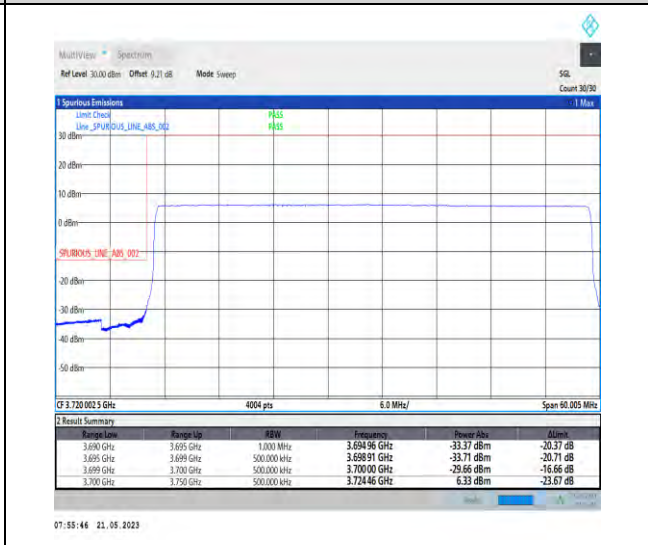 MultiView Spectrum
Ref Level 30.00 dBm Offset 9.21 dB Mode Sweep SGL
Count 30/30
1 Spurious Emissions 1 Max
Limit Check PASS
Line _SPURIOUS_LINE_ABS_002 PASS
30 dBm
20 dBm
10 dBm
0 dBm
_SPURIOUS_LINE_ABS_002
-20 dBm
-30 dBm
-40 dBm
-50 dBm
CF 3.720 002 5 GHz 4004 pts 6.0 MHz/ Span 60.005 MHz
2 Result Summary
Range Low Range Up RBW Frequency Power Abs ΔLimit
3.690 GHz 3.695 GHz 1.000 MHz 3.694 96 GHz -33.37 dBm -20.37 dB
3.695 GHz 3.699 GHz 500.000 kHz 3.698 91 GHz -33.71 dBm -20.71 dB
3.699 GHz 3.700 GHz 500.000 kHz 3.700 00 GHz -29.66 dBm -16.66 dB
3.700 GHz 3.750 GHz 500.000 kHz 3.724 46 GHz 6.33 dBm -23.67 dB
07:55:46 21.05.2023